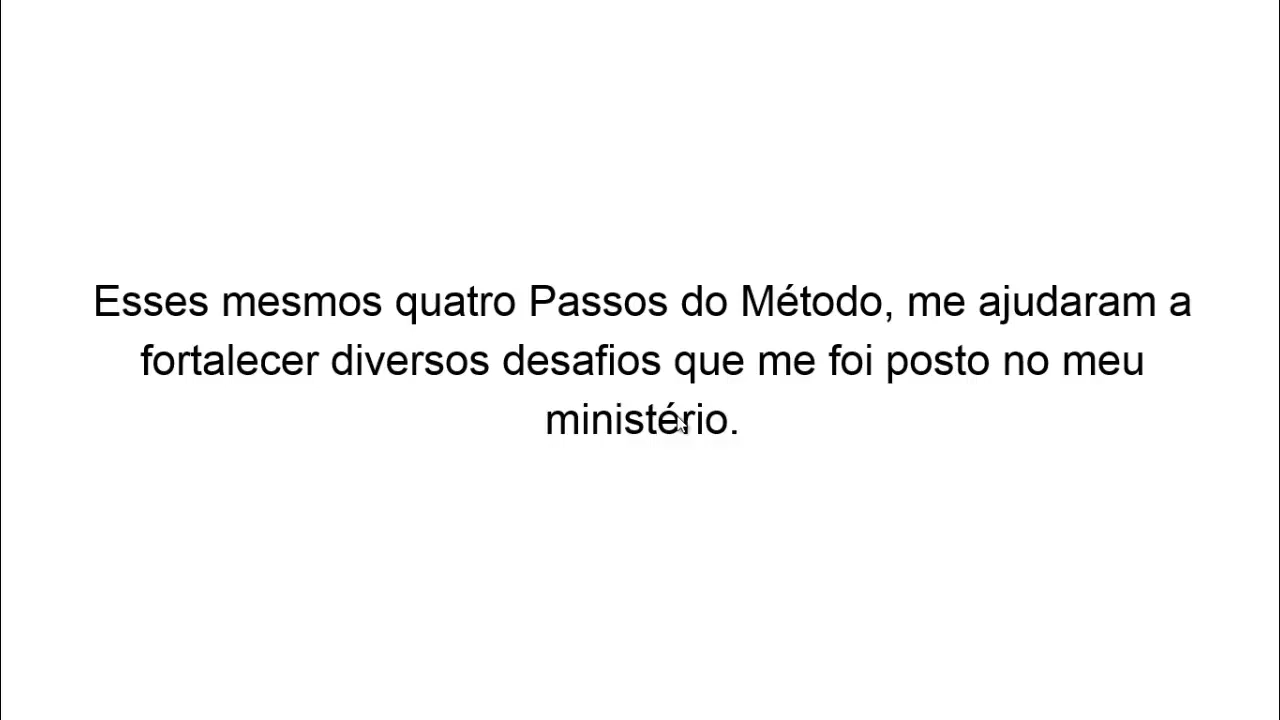 Esses mesmos quatro Passos do Método, me ajudaram a
fortalecer diversos desafios que me foi posto no meu
ministério.